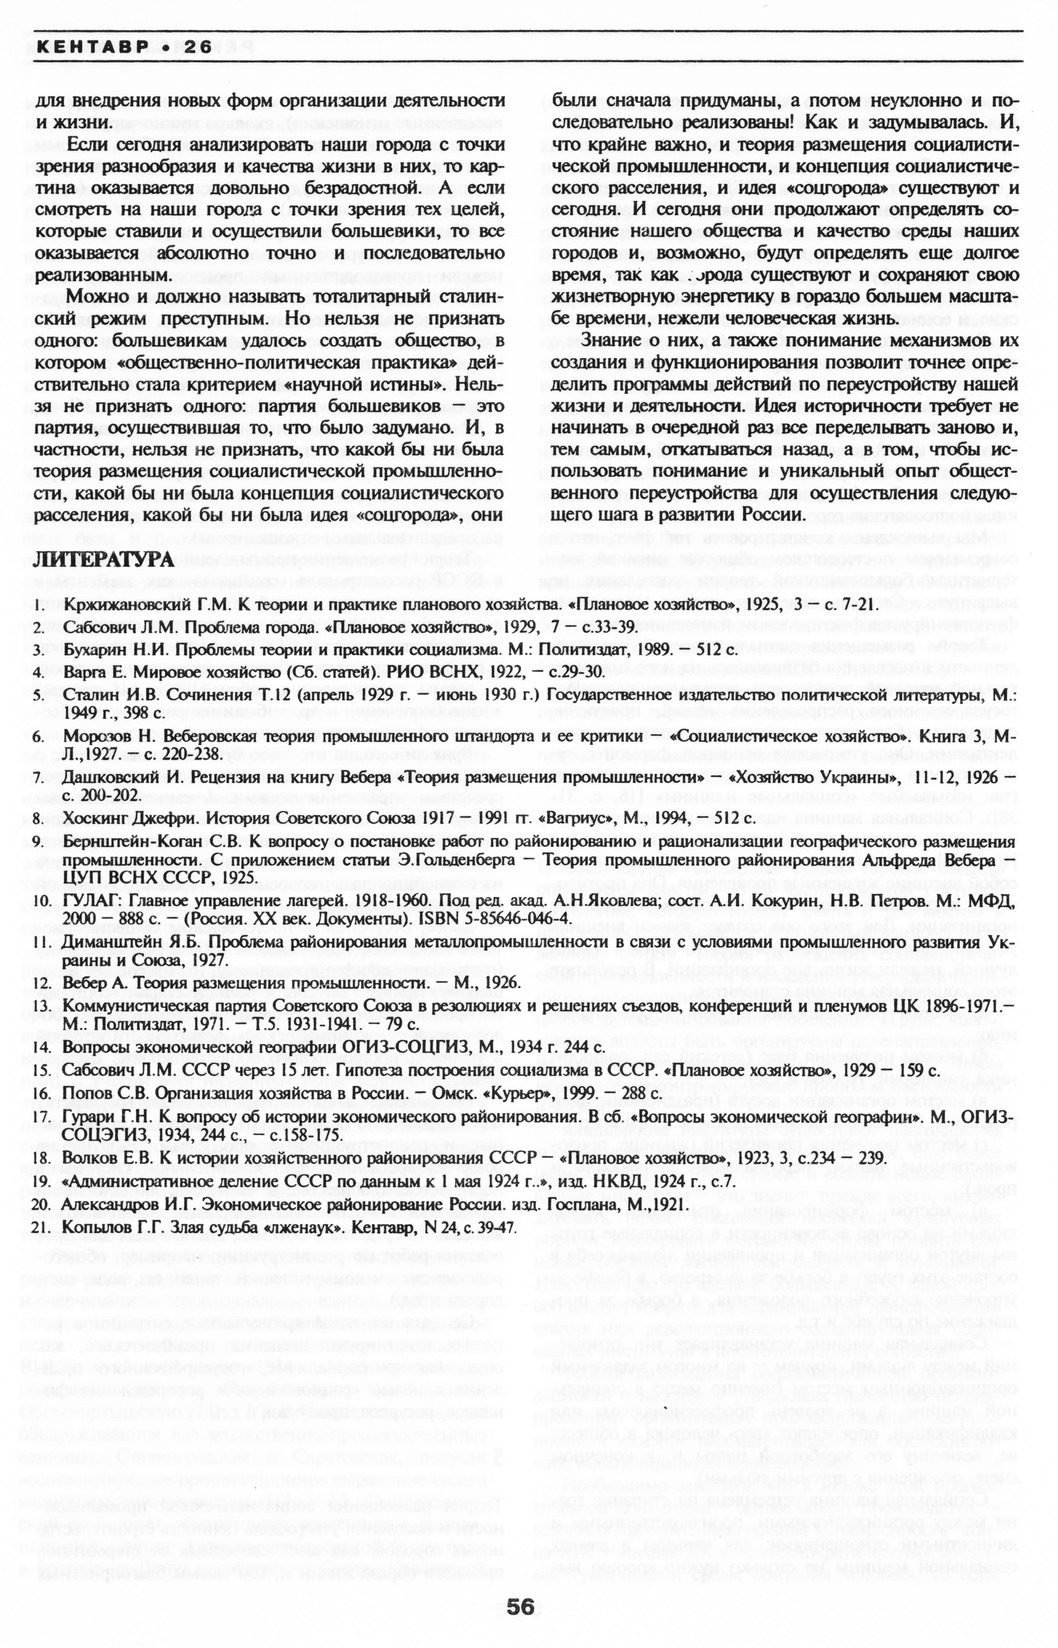 КЕНТАВР • 26
для внедрения новых форм организации деятельности
и жизни.
Если сегодня анализировать наши города с точки
зрения разнообразия и качества жизни в них, то кар-
тина оказывается довольно безрадостной. А если
смотреть на наши города с точки зрения тех целей,
которые ставили и осуществили большевики, то все
оказывается абсолютно точно и последовательно
реализованным.
Можно и должно называть тоталитарный сталин-
ский режим преступным. Но нельзя не признать
одного: большевикам удалось создать общество, в
котором «общественно-политическая практика» дей-
ствительно стала критерием «научной истины». Нель-
зя не признать одного: партия большевиков — это
партия, осуществившая то, что было задумано. И, в
частности, нельзя не признать, что какой бы ни была
теория размещения социалистической промышленно-
сти, какой бы ни была концепция социалистического
расселения, какой бы ни была идея «соцгорода», они
были сначала придуманы, а потом неуклонно и по-
следовательно реализованы! Как и задумывалась. И,
что крайне важно, и теория размещения социалисти-
ческой промышленности, и концепция социалистиче-
ского расселения, и идея «соцгорода» существуют и
сегодня. И сегодня они продолжают определять со-
стояние нашего общества и качество среды наших
городов и, возможно, будут определять еще долгое
время, так как .орода существуют и сохраняют свою
жизнетворную энергетику в гораздо большем масшта-
бе времени, нежели человеческая жизнь.
Знание о них, а также понимание механизмов их
создания и функционирования позволит точнее опре-
делить программы действий по переустройству нашей
жизни и деятельности. Идея историчности требует не
начинать в очередной раз все переделывать заново и,
тем самым, откатываться назад, а в том, чтобы ис-
пользовать понимание и уникальный опыт общест-
венного переустройства для осуществления следую-
щего шага в развитии России.
ЛИТЕРАТУРА
1. Кржижановский Г.М. К теории и практике планового хозяйства. «Плановое хозяйство», 1925, 3 — с. 7-21.
2. Сабсович Л.М. Проблема города. «Плановое хозяйство», 1929, 7 — с.33-39.
3. Бухарин Н.И. Проблемы теории и практики социализма. М.: Политиздат, 1989. — 512 с.
4. Варга Е. Мировое хозяйство (Сб. статей). РИО ВСНХ, 1922, — с.29-30.
5. Сталин И.В. Сочинения Т.12 (апрель 1929 г. — июнь 1930 г.) Государственное издательство политической литературы, М.:
1949 г., 398 с.
6. Морозов Н. Веберовская теория промышленного штандорта и ее критики — «Социалистическое хозяйство». Книга 3, М-
Л.,1927. — с. 220-238.
7. Дашковский И. Рецензия на книгу Вебера «Теория размещения промышленности» — «Хозяйство Украины», 11-12, 1926 —
с. 200-202.
8. Хоскинг Джефри. История Советского Союза 1917 — 1991 гг. «Вагриус», М., 1994, — 512 с.
9. Бернштейн-Коган С.В. К вопросу о постановке работ по районированию и рационализации географического размещения
промышленности. С приложением статьи Э.Гольденберга — Теория промышленного районирования Альфреда Вебера —
ЦУП ВСНХ СССР, 1925.
10. ГУЛАГ: Главное управление лагерей. 1918-1960. Под ред. акад. А.Н.Яковлева; сост. А.И. Кокурин, Н.В. Петров. М.: МФД,
2000 — 888 с. — (Россия. XX век. Документы). ISBN 5-85646-046-4.
11. Диманштейн Я.Б. Проблема районирования металлопромышленности в связи с условиями промышленного развития Ук-
раины и Союза, 1927.
12. Вебер А. Теория размещения промышленности. — М., 1926.
13. Коммунистическая партия Советского Союза в резолюциях и решениях съездов, конференций и пленумов ЦК 1896-1971.—
М.: Политиздат, 1971. — Т.5. 1931-1941. — 79 с.
14. Вопросы экономической географии ОГИЗ-СОЦГИЗ, М., 1934 г. 244 с.
15. Сабсович Л.М. СССР через 15 лет. Гипотеза построения социализма в СССР. «Плановое хозяйство», 1929 — 159 с.
16. Попов С.В. Организация хозяйства в России. — Омск. «Курьер», 1999. — 288 с.
17. Гурари Г.Н. К вопросу об истории экономического районирования. В сб. «Вопросы экономической географии». М., ОГИЗ-
СОЦЭГИЗ, 1934, 244 с., — с.158-175.
18. Волков Е.В. К истории хозяйственного районирования СССР — «Плановое хозяйство», 1923, 3, с.234 — 239.
19. «Административное деление СССР по данным к 1 мая 1924 г..», изд. НКВД, 1924 г., с.7.
20. Александров И.Г. Экономическое районирование России. изд. Госплана, М.,1921.
21. Копылов Г.Г. Злая судьба «лженаук». Кентавр, N 24, с. 39-47.
56